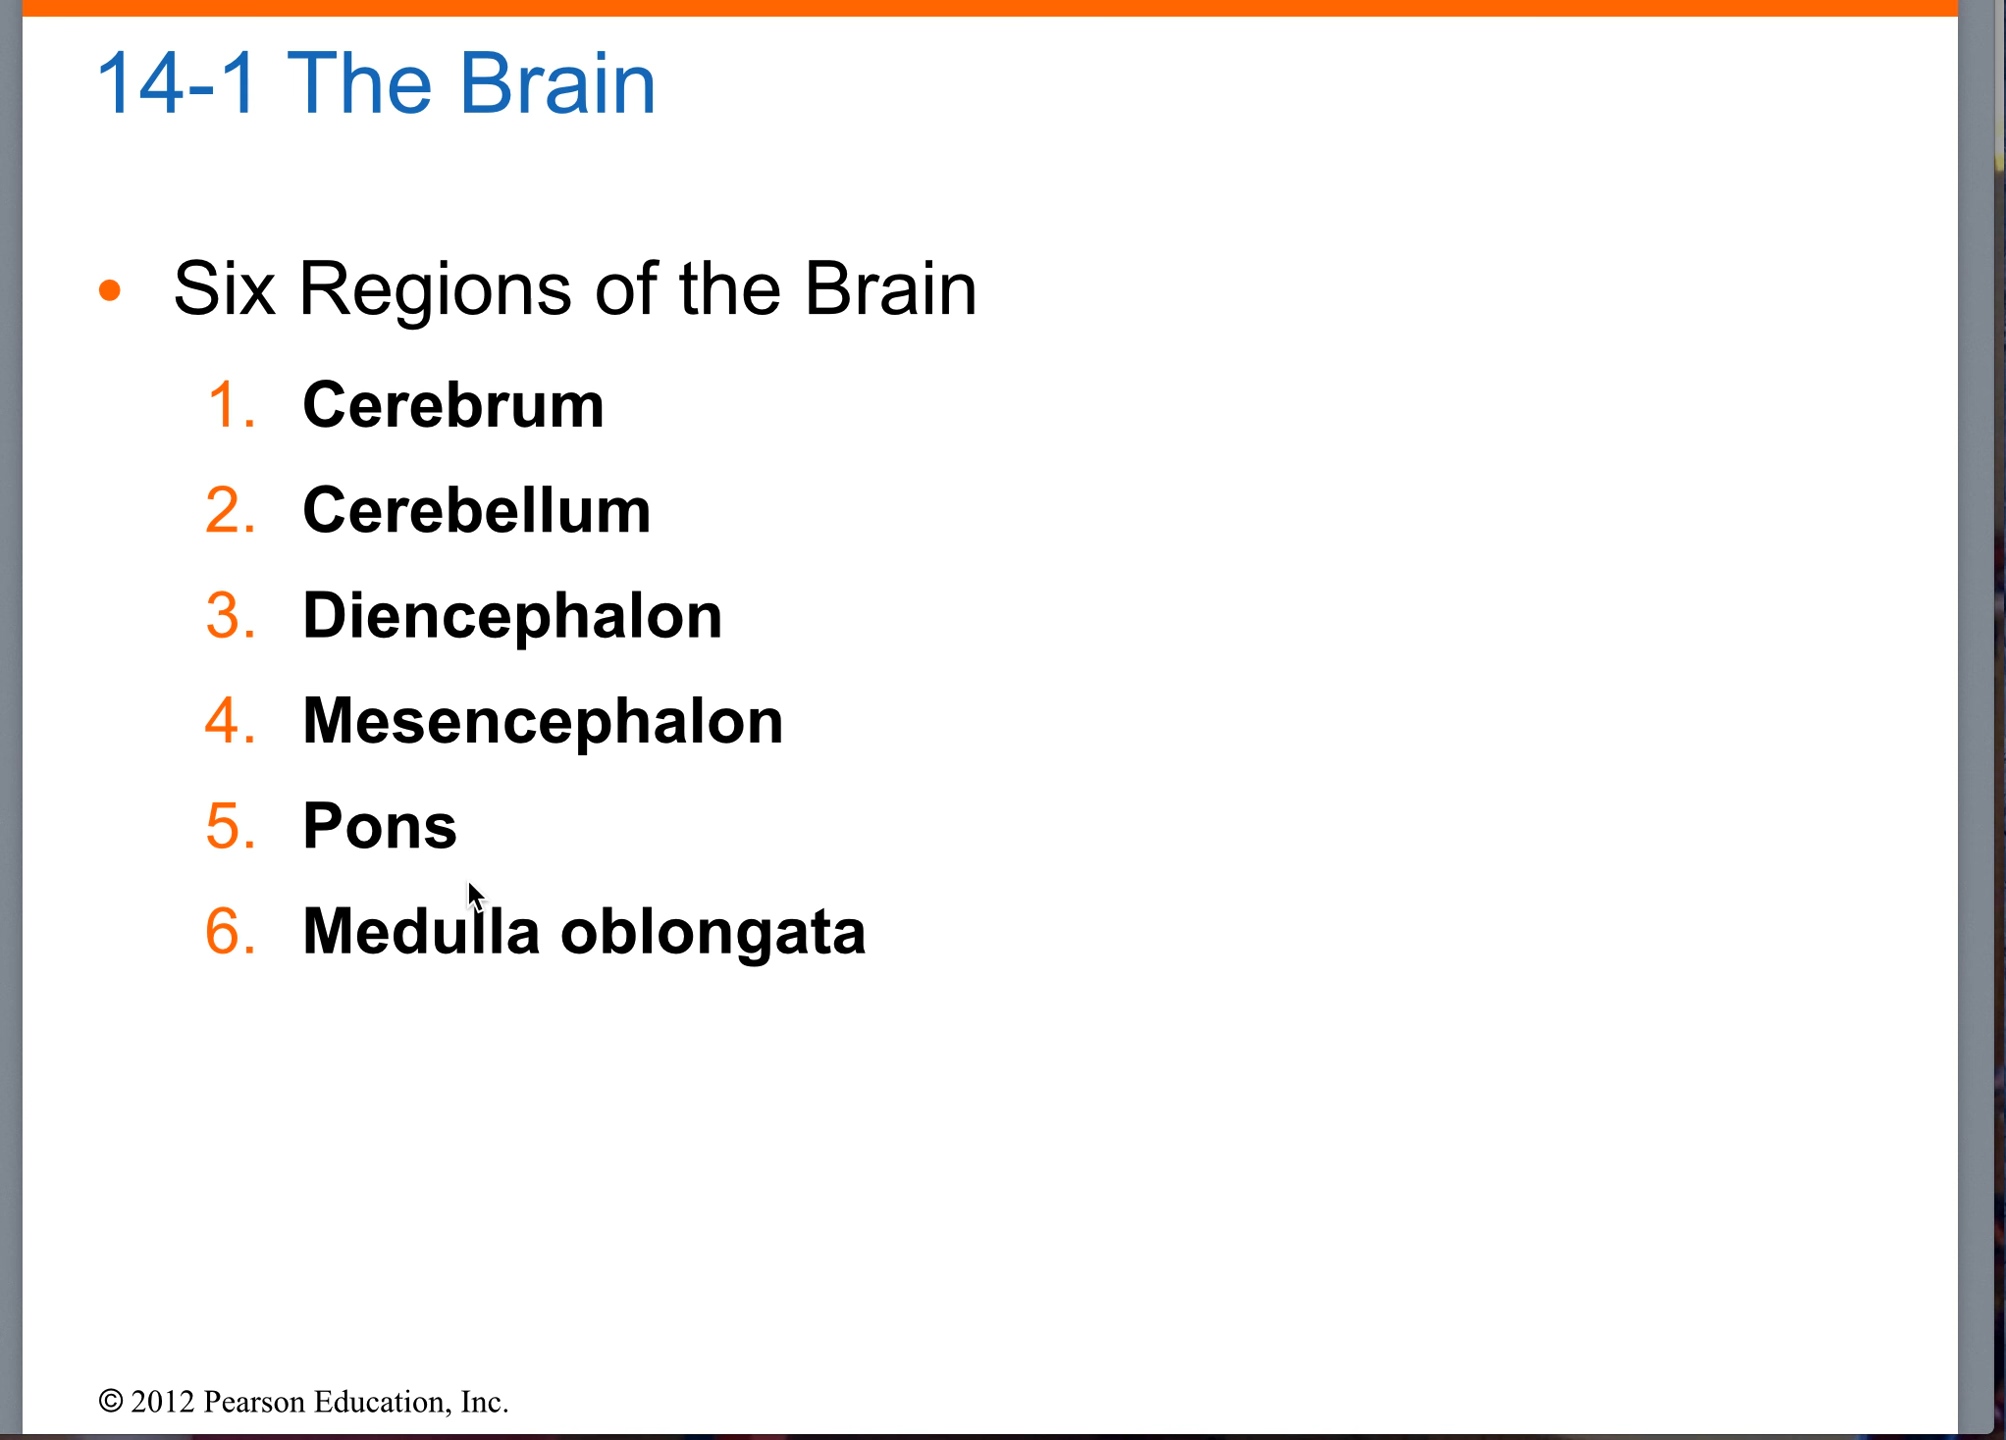 14-1 The Brain
• Six Regions of the Brain
1. Cerebrum
2. Cerebellum
3. Diencephalon
4. Mesencephalon
5. Pons
6. Medulla oblongata
© 2012 Pearson Education, Inc.